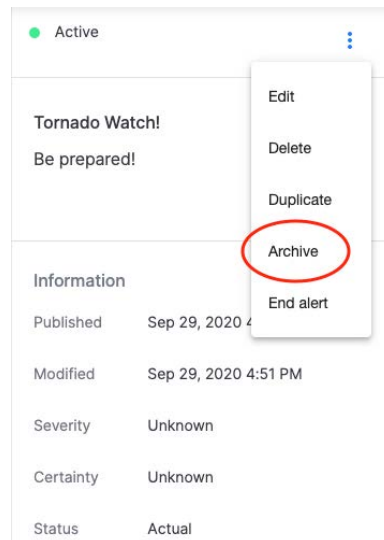 Active
Edit
Tornado Watch!
Delete
Be prepared!
Duplicate
Archive
Information
End alert
Published Sep 29, 2020 4
Modified Sep 29, 2020 4:51 PM
Severity Unknown
Certainty Unknown
Status Actual